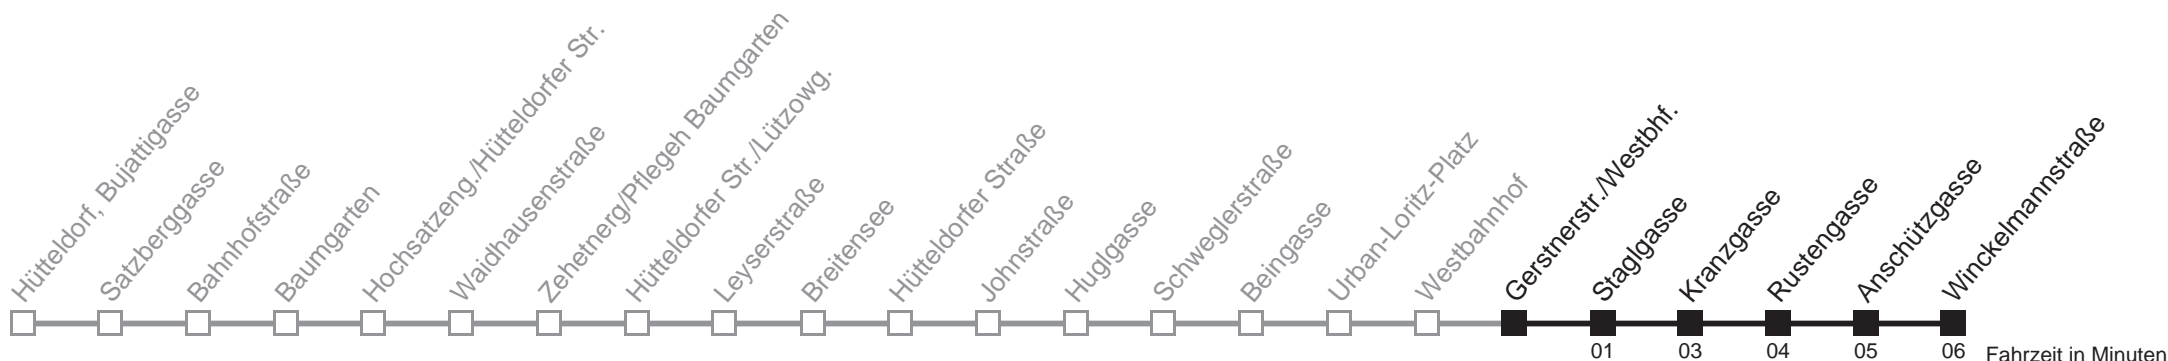 Hütteldorf, Bujattigasse
Satzberggasse
Bahnhofstraße
Baumgarten
Hochsatzeng./Hütteldorfer Str.
Waidhausenstraße
Zehetnerg/Pflegeh Baumgarten
Hütteldorfer Str./Lützowg.
Leyserstraße
Breitensee
Hütteldorfer Straße
Johnstraße
Huglgasse
Schweglerstraße
Beingasse
Urban-Loritz-Platz
Westbahnhof
Gerstnerstr./Westbhf.
Staglgasse
Kranzgasse
Rustengasse
Anschützgasse
Winckelmannstraße
01 03 04 05 06 Fahrzeit in Minuten